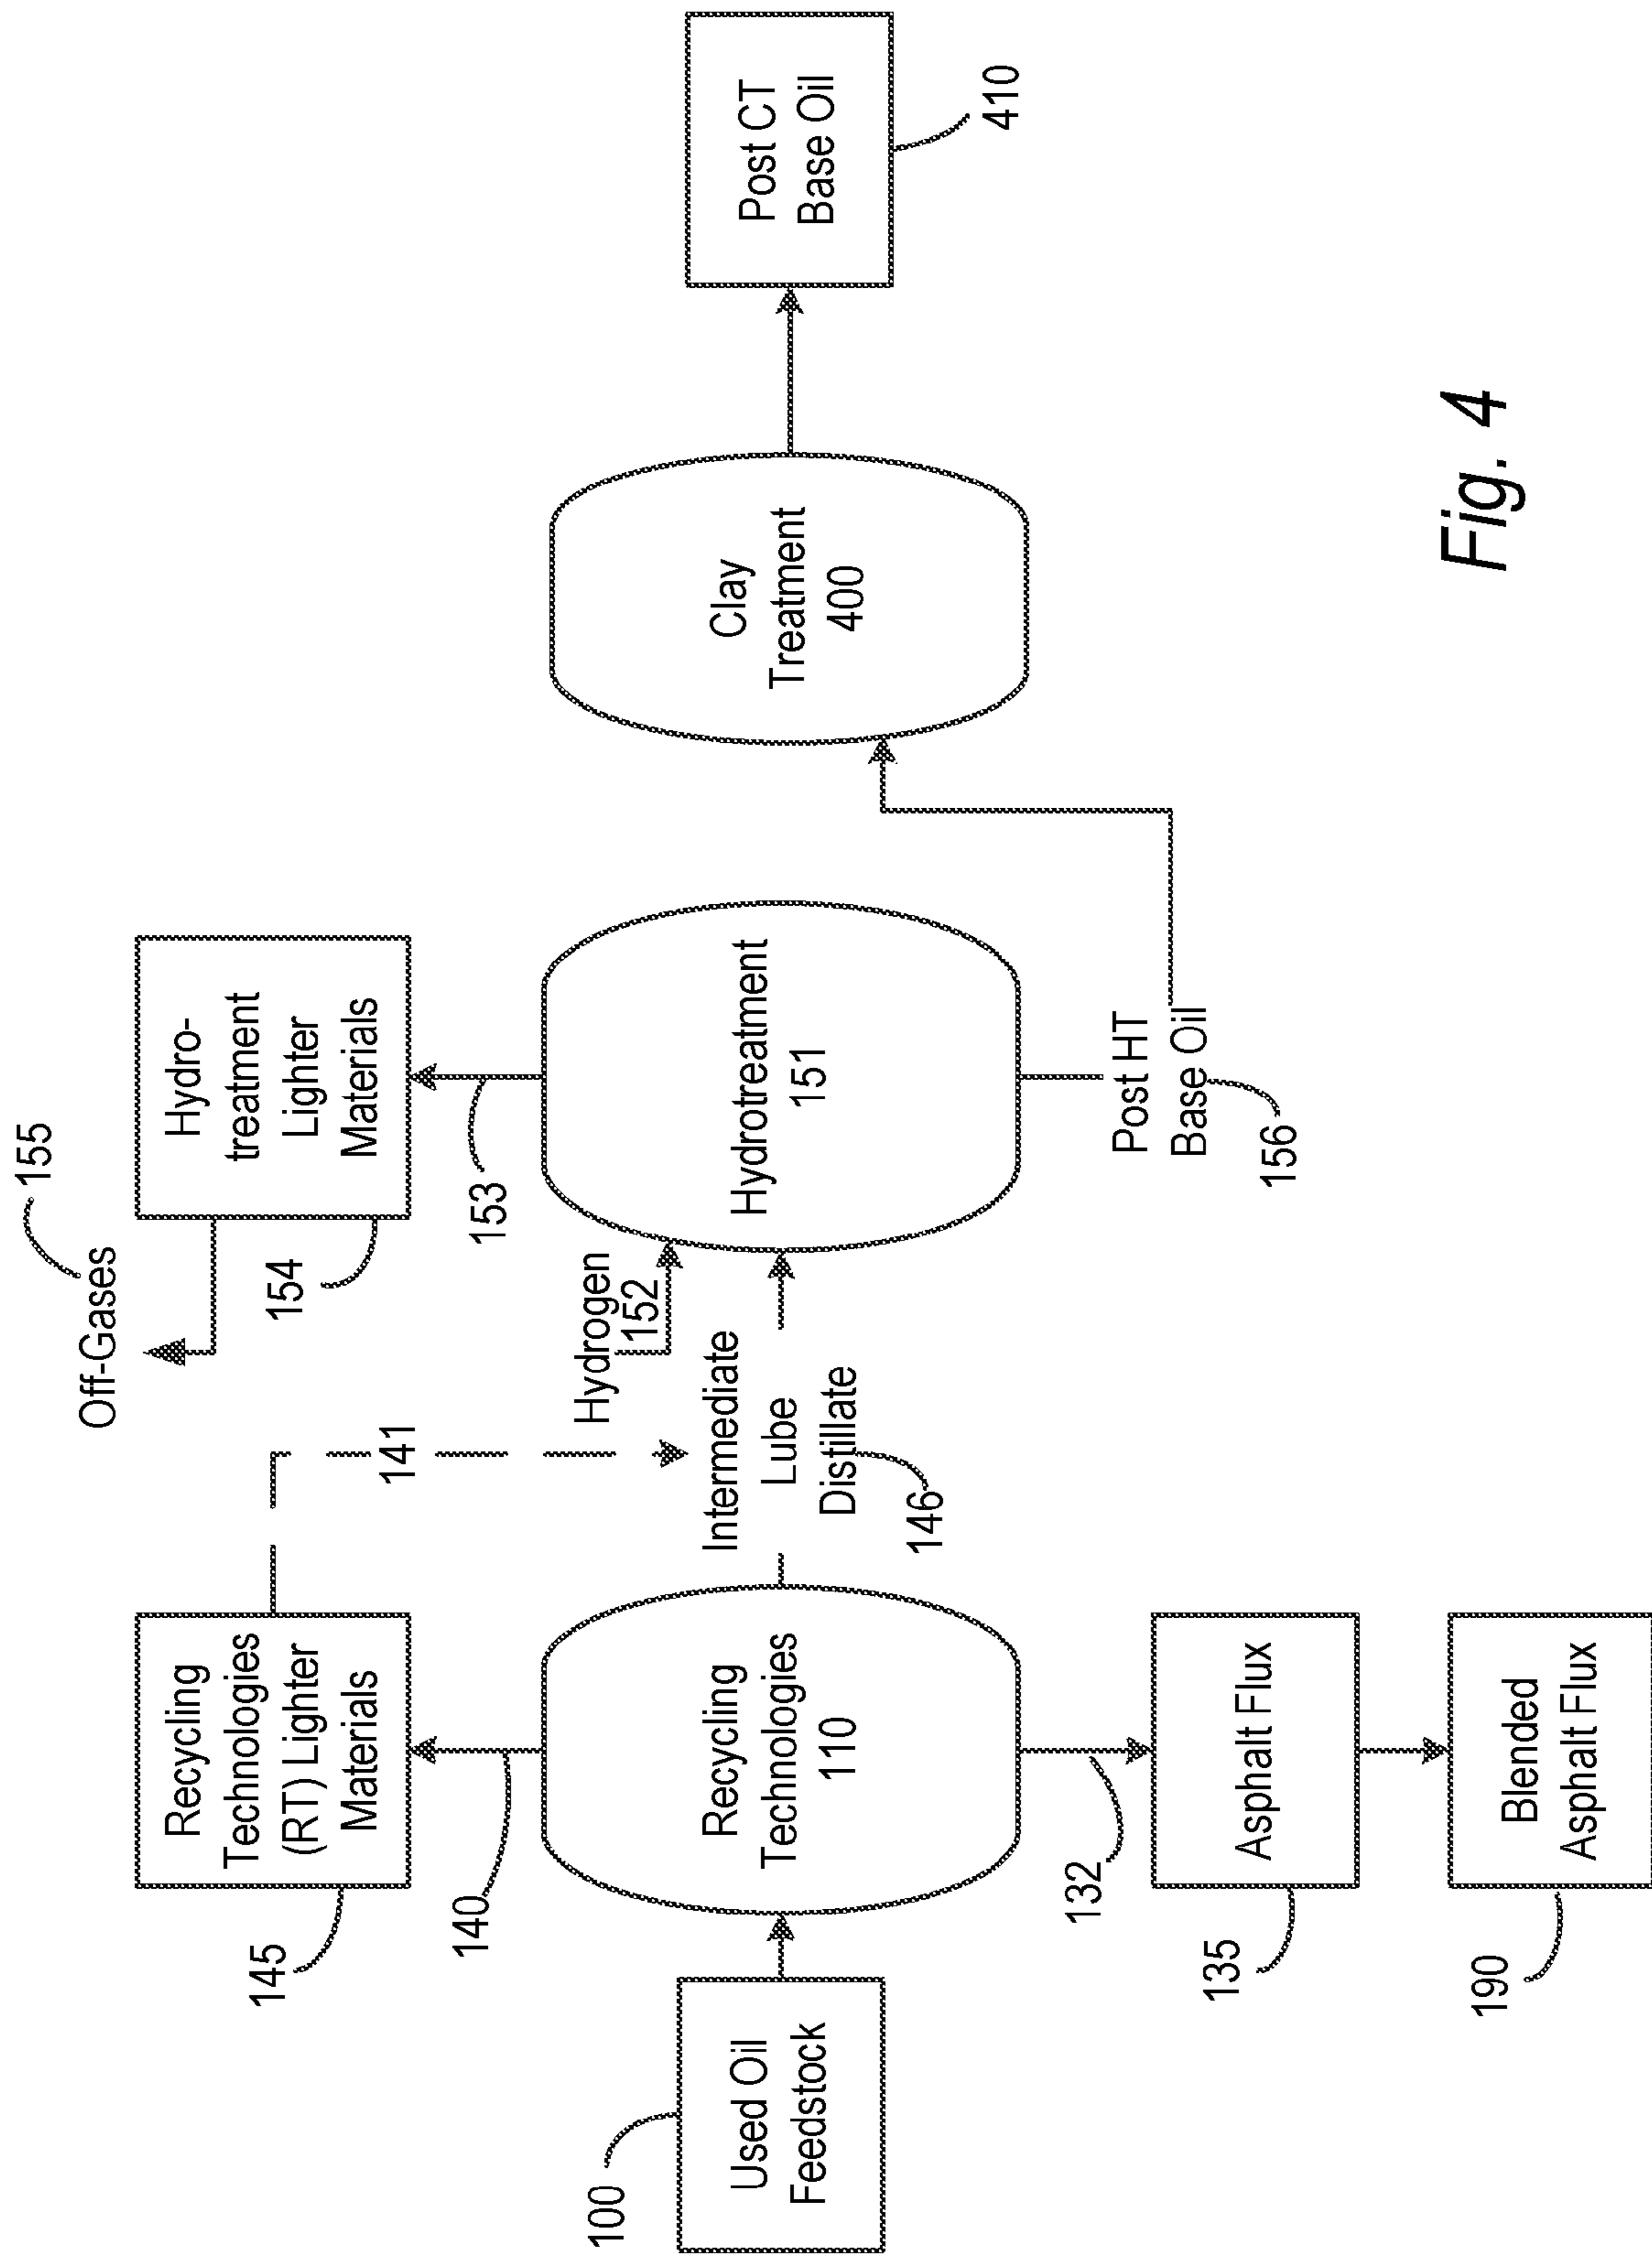 Off-Gases
155
Recycling
Technologies
(RT) Lighter
Materials
145
141
Hydro-
treatment
Lighter
Materials
154
140
153
Hydrogen
152
Used Oil
Feedstock
100
Recycling
Technologies
110
Intermediate
Lube
Distillate
146
Hydrotreatment
151
Clay
Treatment
400
Post CT
Base Oil
410
132
Post HT
Base Oil
156
Asphalt Flux
135
Blended
Asphalt Flux
190
Fig. 4